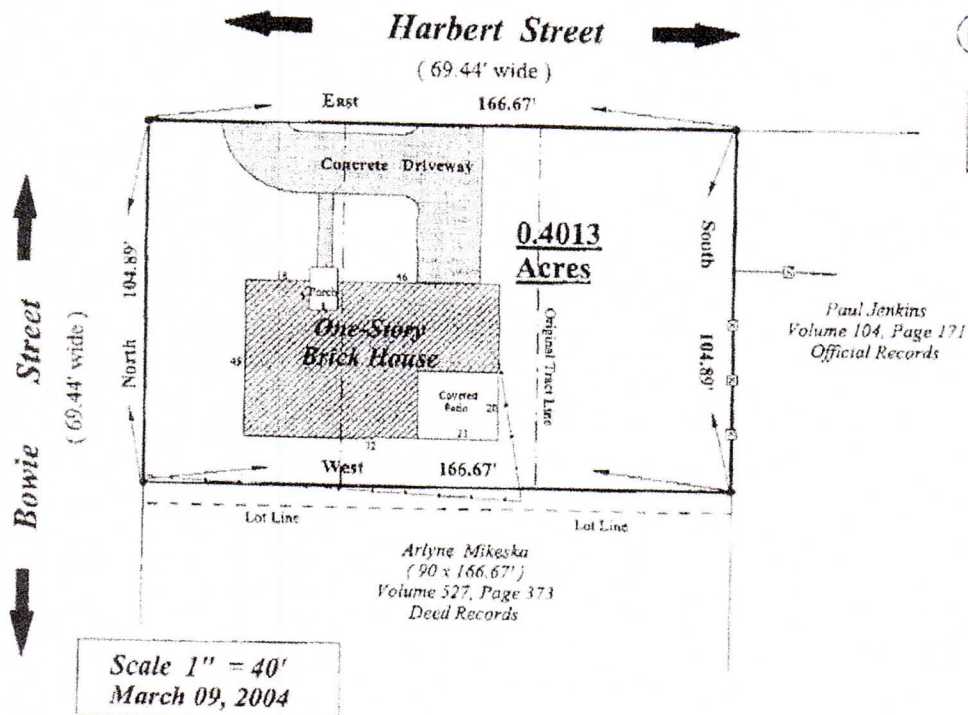 Harbert Street
( 69.44' wide )
East 166.67'
Concrete Driveway
0.4013
Acres
South
104.89'
North 104.89'
Bowie Street
( 69.44' wide )
Original Tract Line
Paul Jenkins
Volume 104, Page 171
Official Records
18
46
Porch
One-Story
Brick House
45
Covered
Patio
20
23
32
West 166.67'
Lot Line Lot Line
Arlyne Mikeska
( 90 x 166.67' )
Volume 527, Page 373
Deed Records
Scale 1" = 40'
March 09, 2004